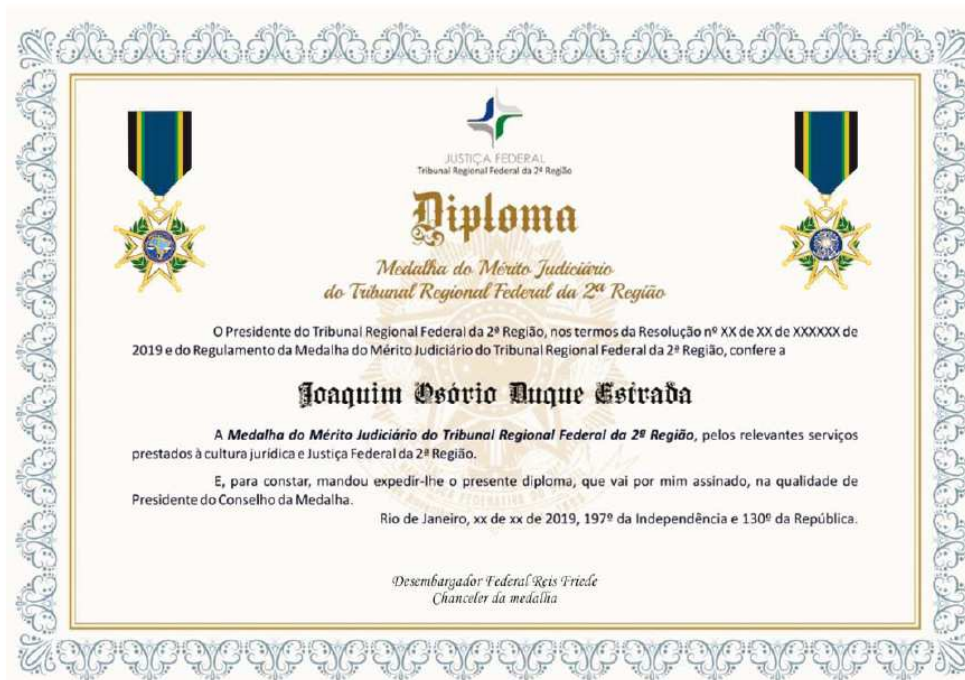 JUSTIÇA FEDERAL
Tribunal Regional Federal da 2ª Região
Diploma
Medalha do Mérito Judiciário
do Tribunal Regional Federal da 2ª Região
O Presidente do Tribunal Regional Federal da 2ª Região, nos termos da Resolução nº XX de XX de XXXXXX de
2019 e do Regulamento da Medalha do Mérito Judiciário do Tribunal Regional Federal da 2ª Região, confere a
Joaquim Osório Duque Estrada
A Medalha do Mérito Judiciário do Tribunal Regional Federal da 2ª Região, pelos relevantes serviços
prestados à cultura jurídica e Justiça Federal da 2ª Região.
E, para constar, mandou expedir-lhe o presente diploma, que vai por mim assinado, na qualidade de
Presidente do Conselho da Medalha.
Rio de Janeiro, xx de xx de 2019, 197º da Independência e 130º da República.
Desembargador Federal Reis Friede
Chanceler da medalha